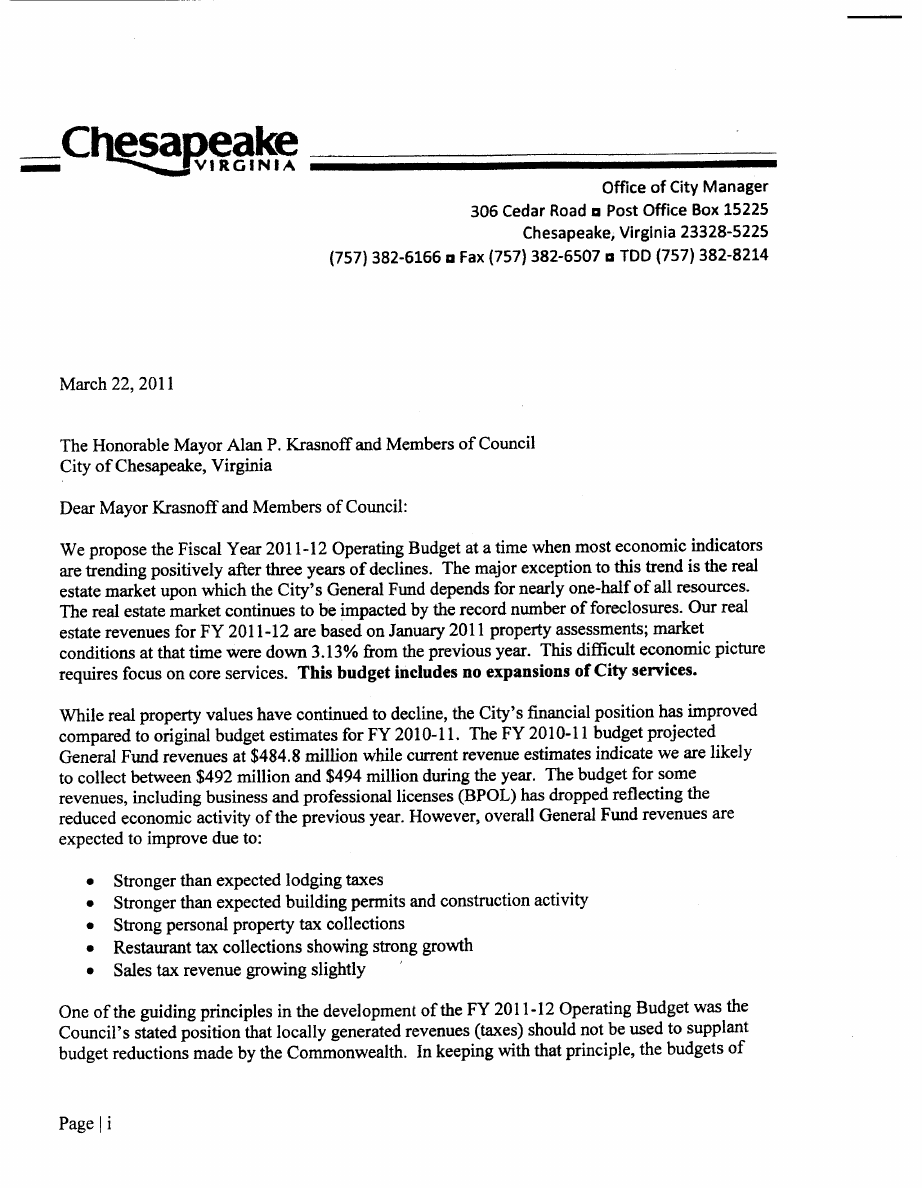 Chesapeake
VIRGINIA
Office of City Manager
306 Cedar Road ◘ Post Office Box 15225
Chesapeake, Virginia 23328-5225
(757) 382-6166 ◘ Fax (757) 382-6507 ◘ TDD (757) 382-8214
March 22, 2011
The Honorable Mayor Alan P. Krasnoff and Members of Council
City of Chesapeake, Virginia
Dear Mayor Krasnoff and Members of Council:
We propose the Fiscal Year 2011-12 Operating Budget at a time when most economic indicators
are trending positively after three years of declines.  The major exception to this trend is the real
estate market upon which the City's General Fund depends for nearly one-half of all resources.
The real estate market continues to be impacted by the record number of foreclosures. Our real
estate revenues for FY 2011-12 are based on January 2011 property assessments; market
conditions at that time were down 3.13% from the previous year.  This difficult economic picture
requires focus on core services.  This budget includes no expansions of City services.
While real property values have continued to decline, the City's financial position has improved
compared to original budget estimates for FY 2010-11.  The FY 2010-11 budget projected
General Fund revenues at $484.8 million while current revenue estimates indicate we are likely
to collect between $492 million and $494 million during the year.  The budget for some
revenues, including business and professional licenses (BPOL) has dropped reflecting the
reduced economic activity of the previous year. However, overall General Fund revenues are
expected to improve due to:
• Stronger than expected lodging taxes
• Stronger than expected building permits and construction activity
• Strong personal property tax collections
• Restaurant tax collections showing strong growth
• Sales tax revenue growing slightly
One of the guiding principles in the development of the FY 2011-12 Operating Budget was the
Council's stated position that locally generated revenues (taxes) should not be used to supplant
budget reductions made by the Commonwealth.  In keeping with that principle, the budgets of
Page | i